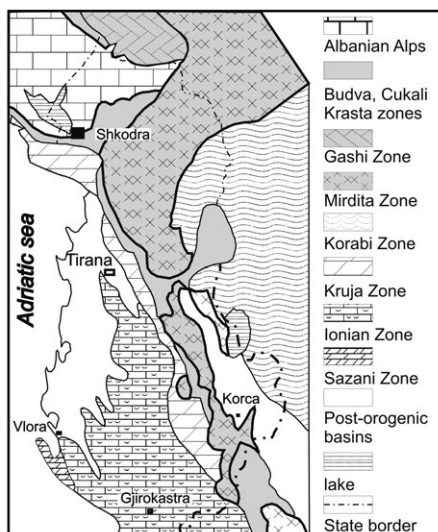 Shkodra
Adriatic sea
Tirana
Korca
Vlora
Gjirokastra
Albanian Alps
Budva, Cukali
Krasta zones
Gashi Zone
Mirdita Zone
Korabi Zone
Kruja Zone
Ionian Zone
Sazani Zone
Post-orogenic
basins
lake
State border